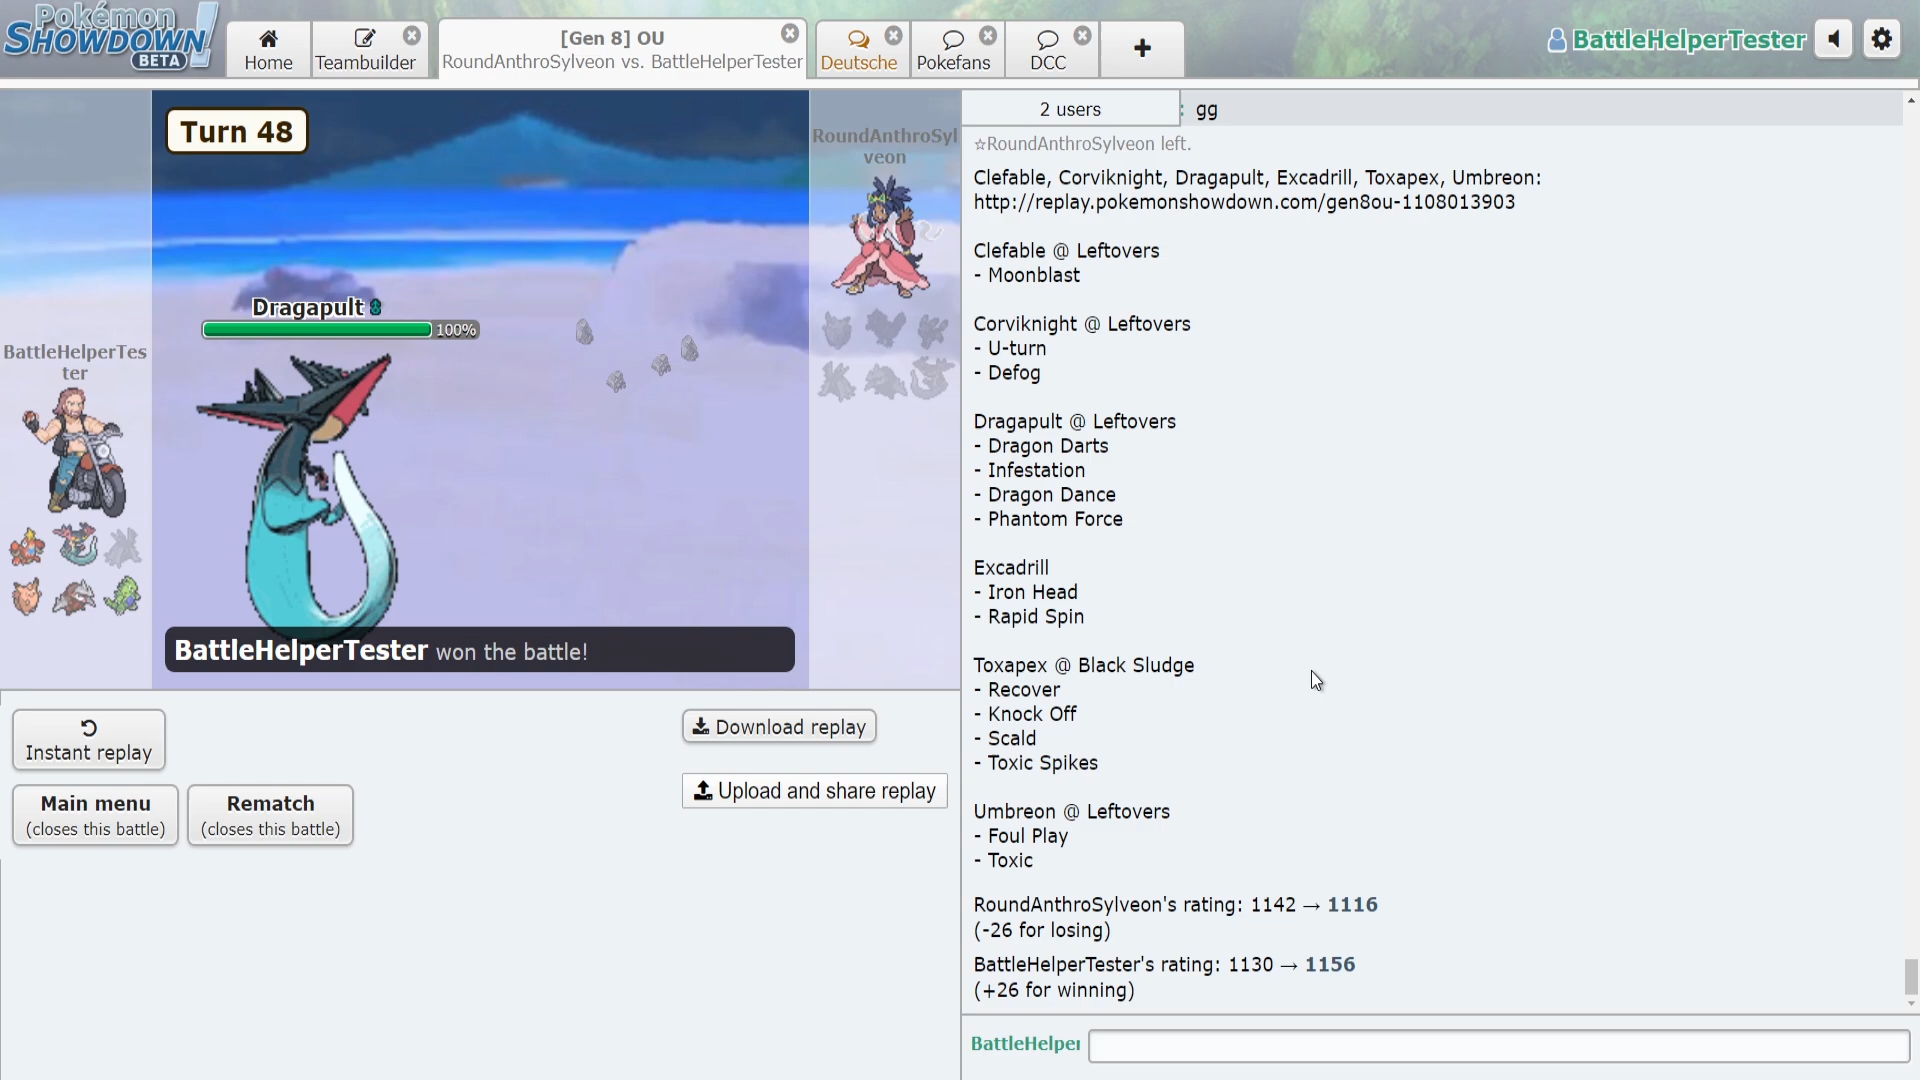 Pokémon
SHOWDOWN!
BETA
Home
Teambuilder
[Gen 8] OU
RoundAnthroSylveon vs. BattleHelperTester
Deutsche
Pokefans
DCC
BattleHelperTester
Turn 48
RoundAnthroSyl
veon
Dragapult
100%
BattleHelperTes
ter
BattleHelperTester won the battle!
Instant replay
Download replay
Upload and share replay
Main menu
(closes this battle)
Rematch
(closes this battle)
2 users
: gg
☆RoundAnthroSylveon left.
Clefable, Corviknight, Dragapult, Excadrill, Toxapex, Umbreon:
http://replay.pokemonshowdown.com/gen8ou-1108013903
Clefable @ Leftovers
- Moonblast
Corviknight @ Leftovers
- U-turn
- Defog
Dragapult @ Leftovers
- Dragon Darts
- Infestation
- Dragon Dance
- Phantom Force
Excadrill
- Iron Head
- Rapid Spin
Toxapex @ Black Sludge
- Recover
- Knock Off
- Scald
- Toxic Spikes
Umbreon @ Leftovers
- Foul Play
- Toxic
RoundAnthroSylveon's rating: 1142 → 1116
(-26 for losing)
BattleHelperTester's rating: 1130 → 1156
(+26 for winning)
BattleHelper